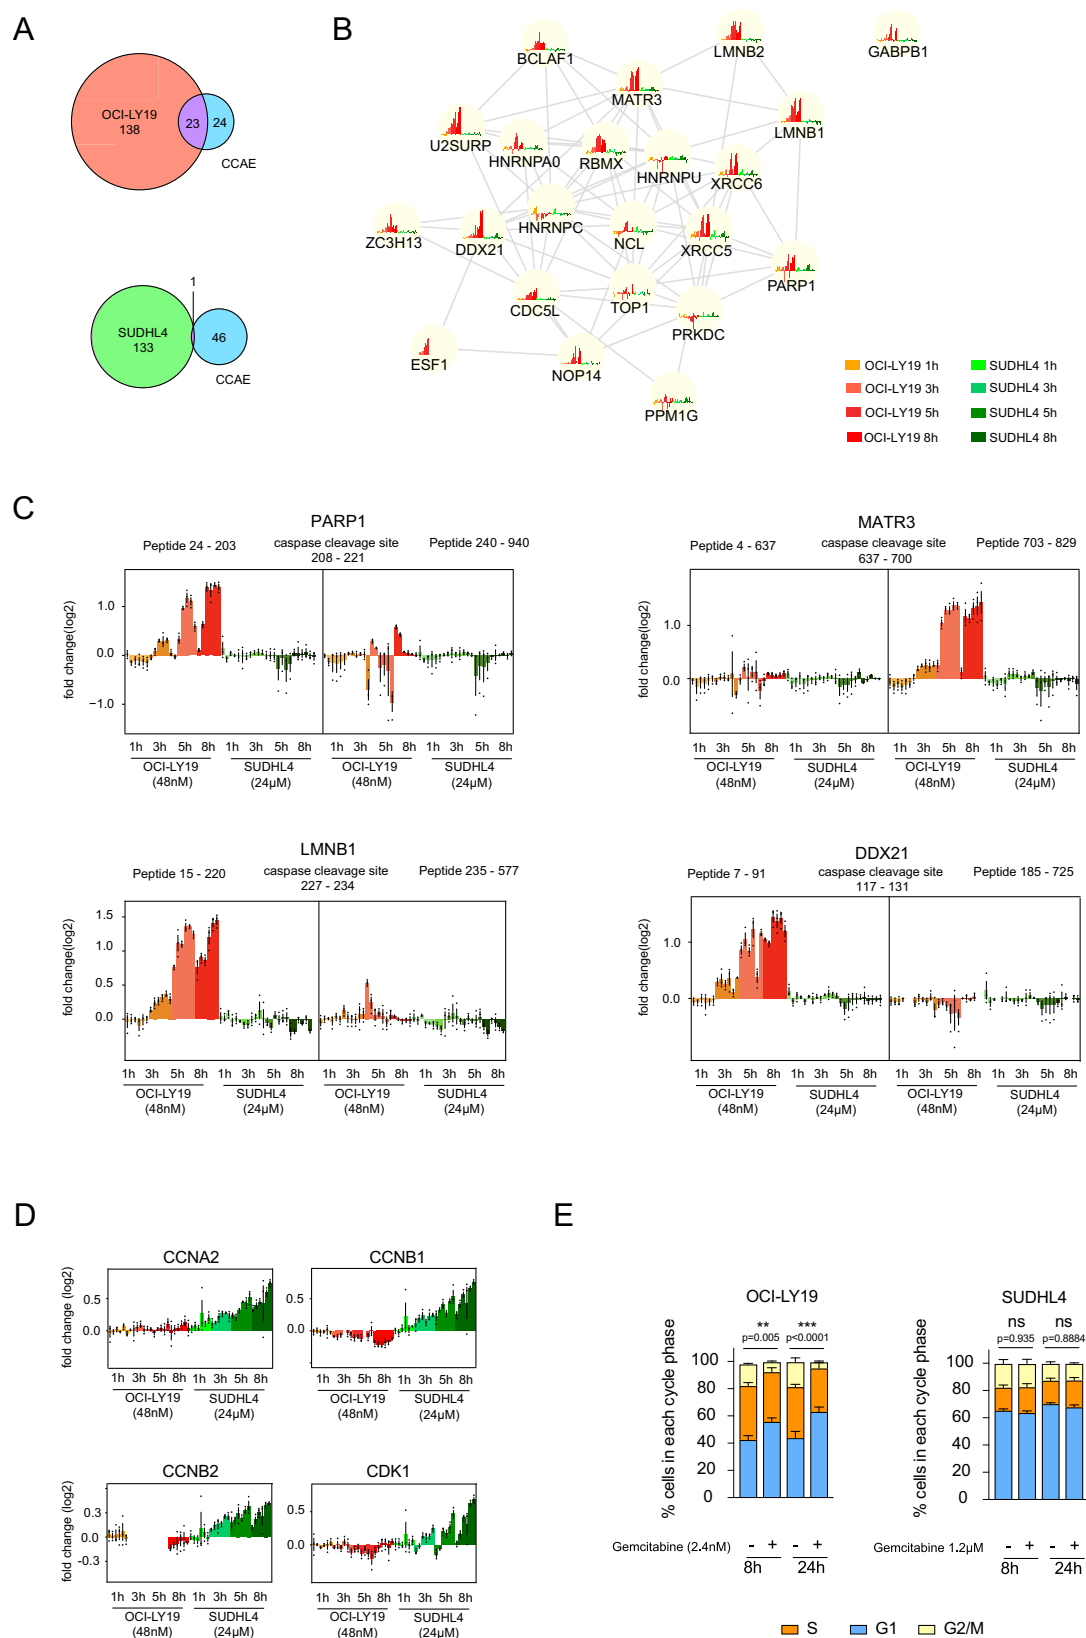 A
OCI-LY19
138
23
24
CCAE
1
SUDHL4
133
46
CCAE
B
BCLAF1
LMNB2
GABPB1
MATR3
U2SURP
HNRNPA0
RBMX
HNRNPU
LMNB1
XRCC6
ZC3H13
DDX21
HNRNPC
NCL
XRCC5
PARP1
CDC5L
TOP1
PRKDC
ESF1
NOP14
PPM1G
OCI-LY19 1h
SUDHL4 1h
OCI-LY19 3h
SUDHL4 3h
OCI-LY19 5h
SUDHL4 5h
OCI-LY19 8h
SUDHL4 8h
C
PARP1
Peptide 24 - 203
caspase cleavage site
208 - 221
Peptide 240 - 940
fold change(log2)
1.0
0.0
−1.0
1h 3h 5h 8h 1h 3h 5h 8h 1h 3h 5h 8h 1h 3h 5h 8h
OCI-LY19 SUDHL4 OCI-LY19 SUDHL4
(48nM) (24µM) (48nM) (24µM)
MATR3
Peptide 4 - 637
caspase cleavage site
637 - 700
Peptide 703 - 829
fold change(log2)
1.0
0.0
1h 3h 5h 8h 1h 3h 5h 8h 1h 3h 5h 8h 1h 3h 5h 8h
OCI-LY19 SUDHL4 OCI-LY19 SUDHL4
(48nM) (24µM) (48nM) (24µM)
LMNB1
Peptide 15 - 220
caspase cleavage site
227 - 234
Peptide 235 - 577
fold change(log2)
1.5
1.0
0.5
0.0
1h 3h 5h 8h 1h 3h 5h 8h 1h 3h 5h 8h 1h 3h 5h 8h
OCI-LY19 SUDHL4 OCI-LY19 SUDHL4
(48nM) (24µM) (48nM) (24µM)
DDX21
Peptide 7 - 91
caspase cleavage site
117 - 131
Peptide 185 - 725
fold change(log2)
1.0
0.0
1h 3h 5h 8h 1h 3h 5h 8h 1h 3h 5h 8h 1h 3h 5h 8h
OCI-LY19 SUDHL4 OCI-LY19 SUDHL4
(48nM) (24µM) (48nM) (24µM)
D
CCNA2
fold change (log2)
0.5
0.0
1h 3h 5h 8h 1h 3h 5h 8h
OCI-LY19 SUDHL4
(48nM) (24µM)
CCNB1
0.5
0.0
1h 3h 5h 8h 1h 3h 5h 8h
OCI-LY19 SUDHL4
(48nM) (24µM)
CCNB2
fold change (log2)
0.3
0.0
-0.3
1h 3h 5h 8h 1h 3h 5h 8h
OCI-LY19 SUDHL4
(48nM) (24µM)
CDK1
0.5
0.0
1h 3h 5h 8h 1h 3h 5h 8h
OCI-LY19 SUDHL4
(48nM) (24µM)
E
OCI-LY19
** ***
p=0.005 p<0.0001
% cells in each cycle phase
100
80
60
40
20
0
Gemcitabine (2.4nM) - + - +
8h 24h
SUDHL4
ns ns
p=0.935 p=0.8884
% cells in each cycle phase
100
80
60
40
20
0
Gemcitabine 1.2µM - + - +
8h 24h
S G1 G2/M